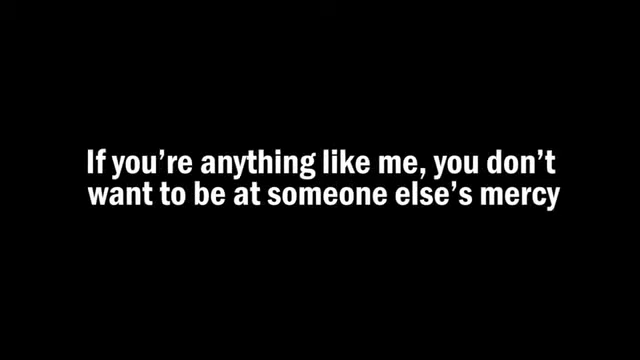 If you’re anything like me, you don’t
want to be at someone else’s mercy